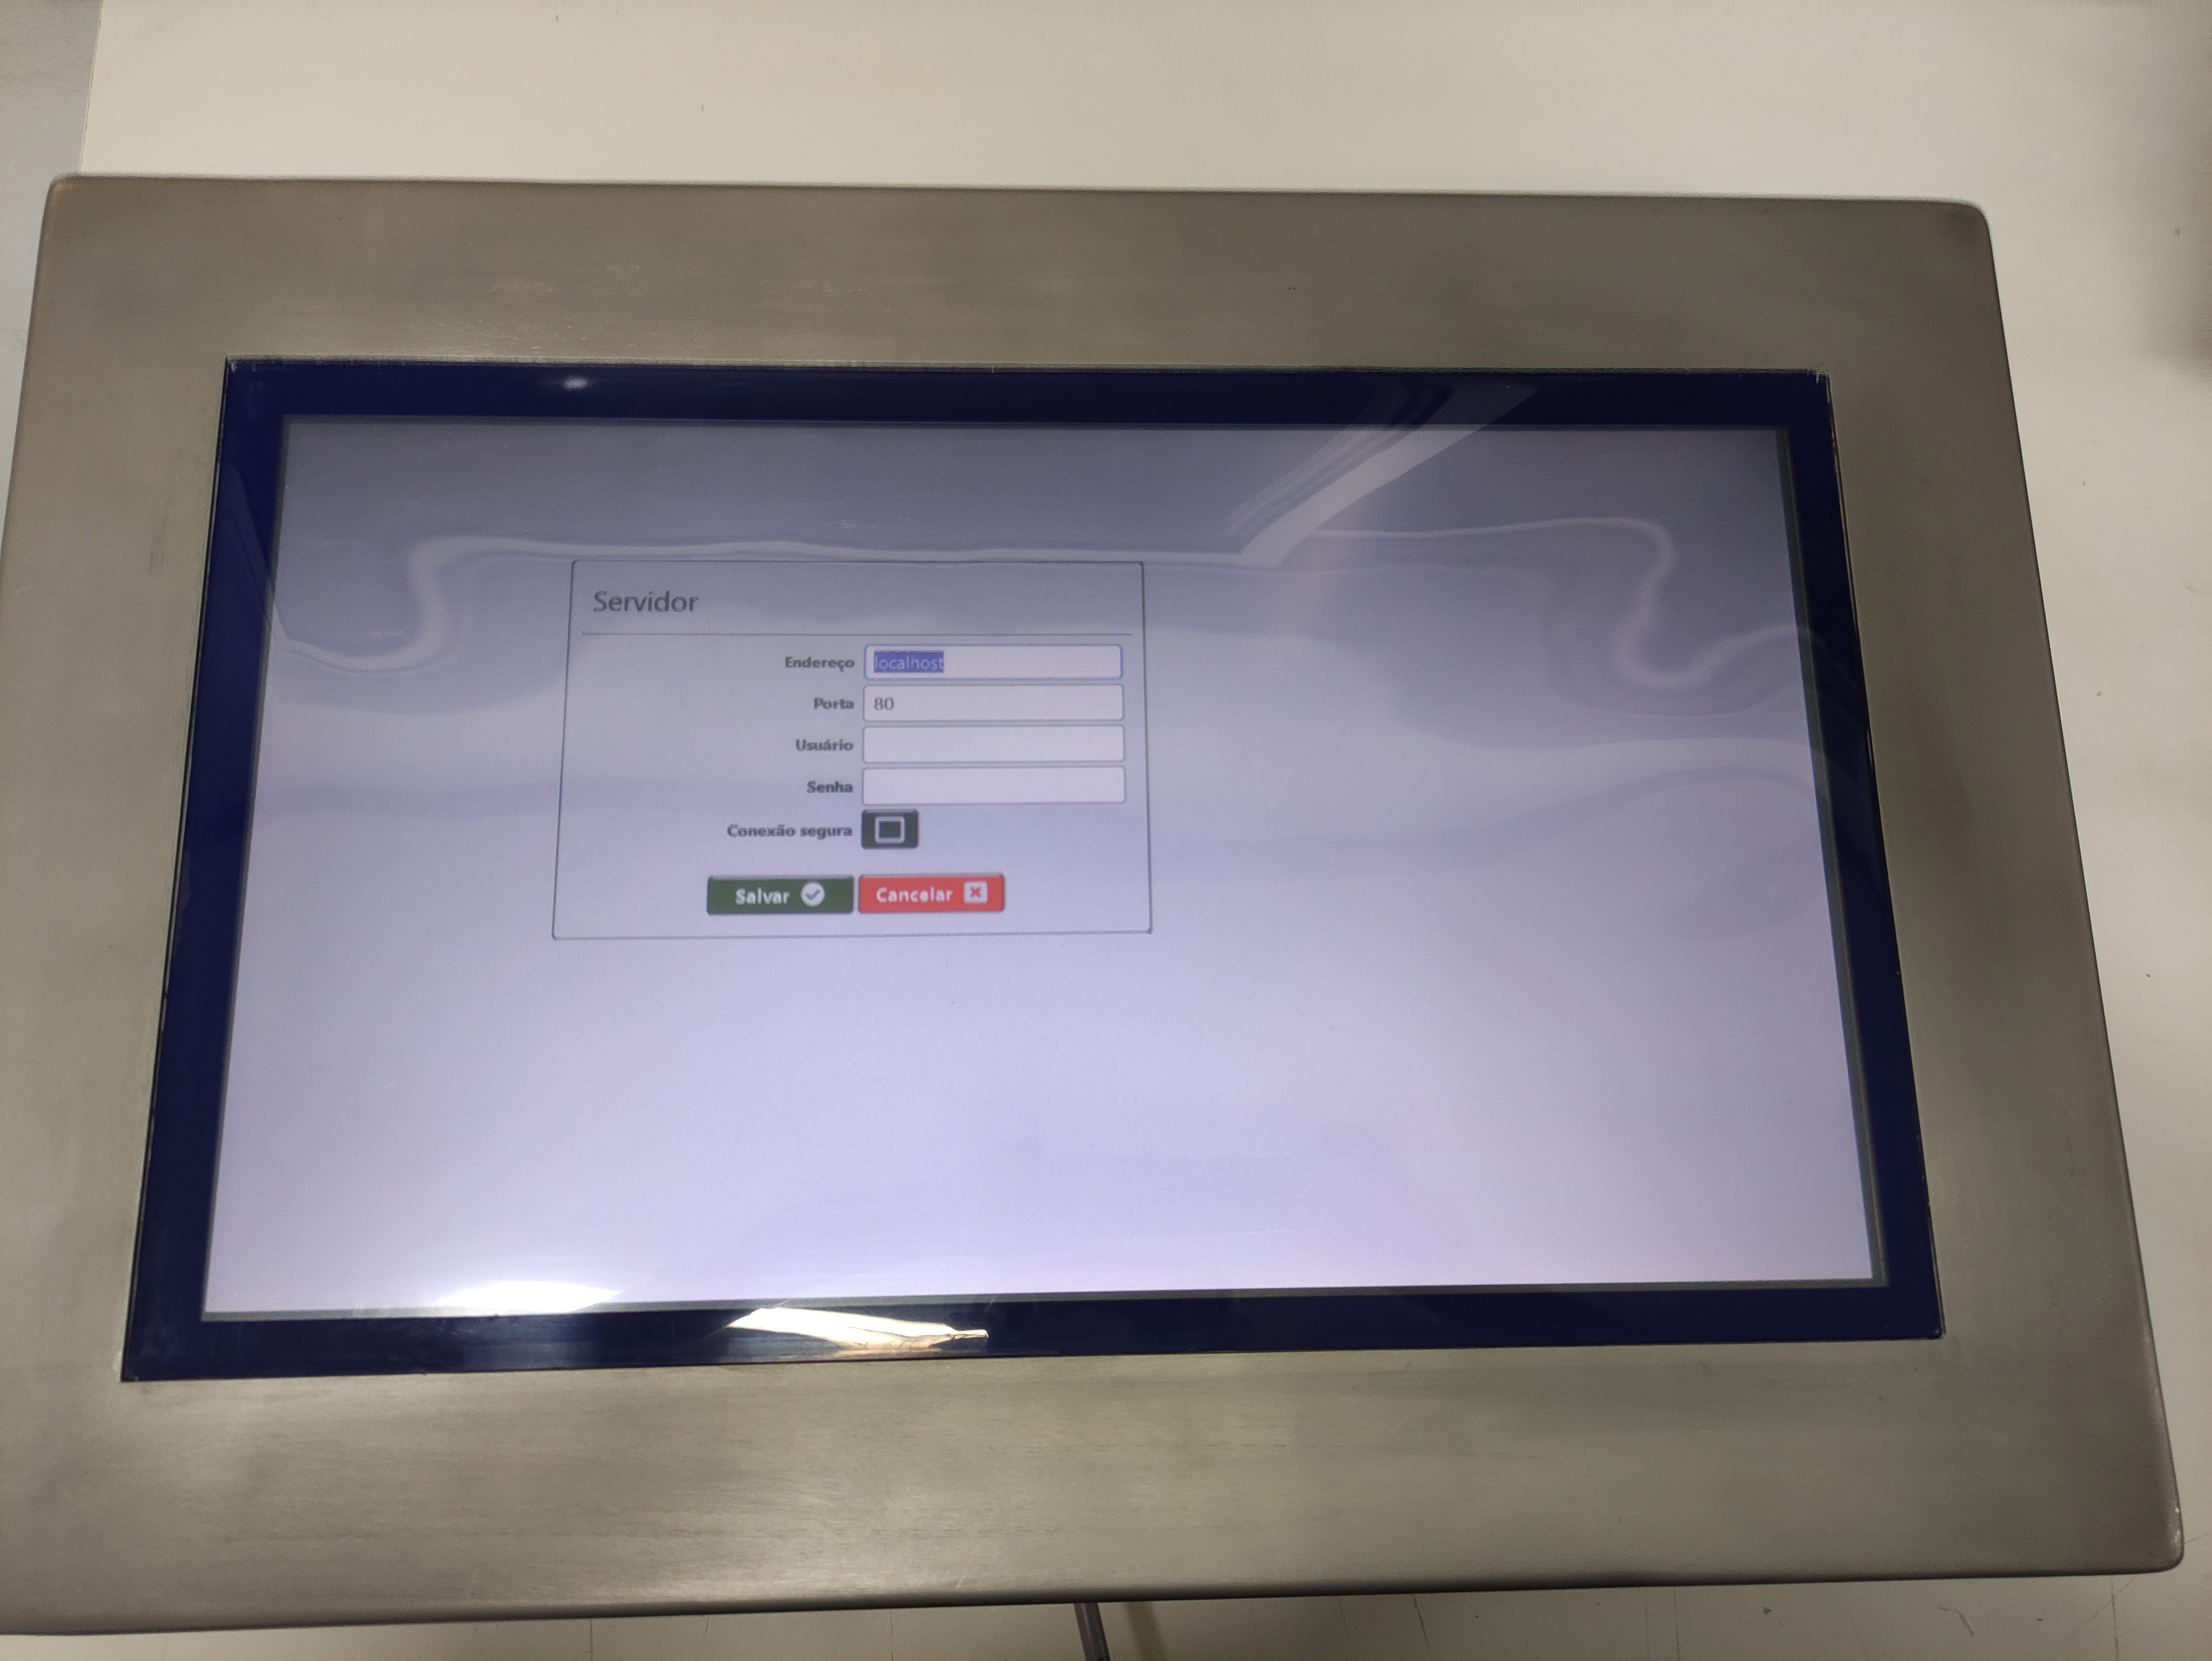 Servidor
Endereço localhost
Porta 80
Usuário
Senha
Conexão segura
Salvar Cancelar